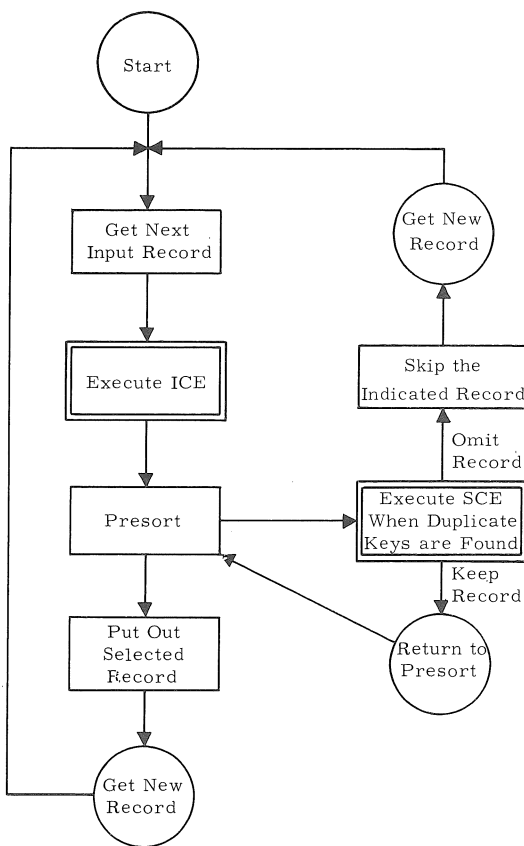 Start
Get Next
Input Record
Execute ICE
Presort
Put Out
Selected
Record
Get New
Record
Get New
Record
Skip the
Indicated Record
Omit
Record
Execute SCE
When Duplicate
Keys are Found
Keep
Record
Return to
Presort